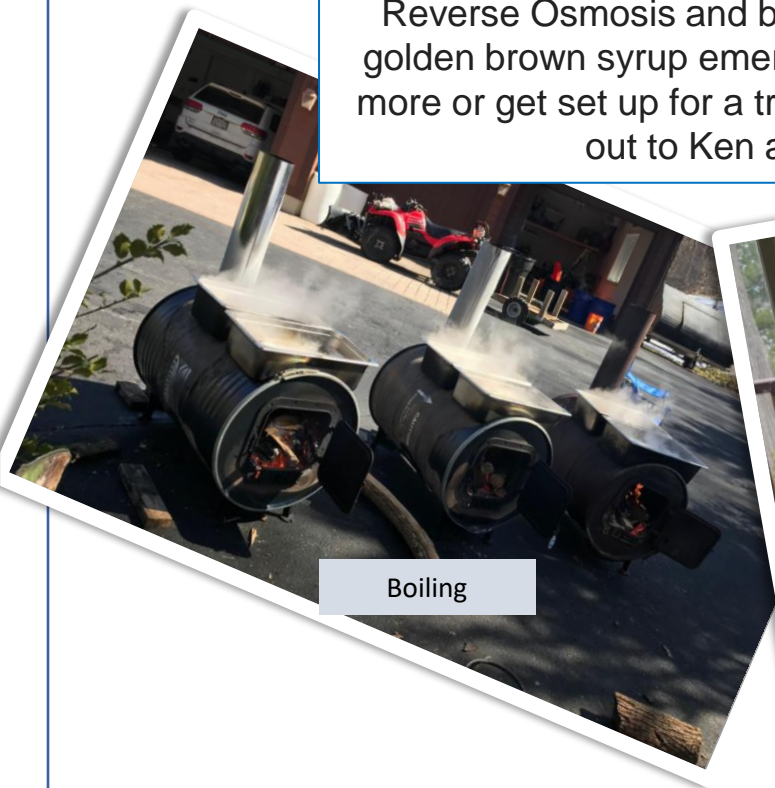 Reverse Osmosis and b
golden brown syrup emer
more or get set up for a tr
out to Ken a
Boiling